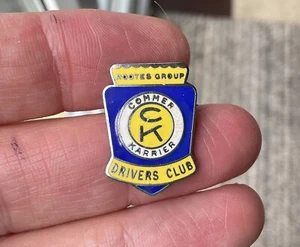 ROOTES GROUP
COMMER
CK
KARRIER
DRIVERS CLUB